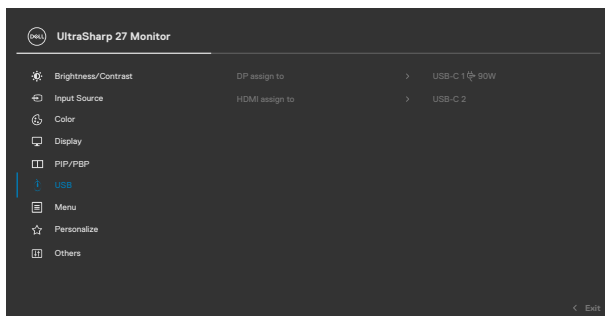 DELL UltraSharp 27 Monitor
Brightness/Contrast DP assign to > USB-C 1 90W
Input Source HDMI assign to > USB-C 2
Color
Display
PIP/PBP
USB
Menu
Personalize
Others
< Exit